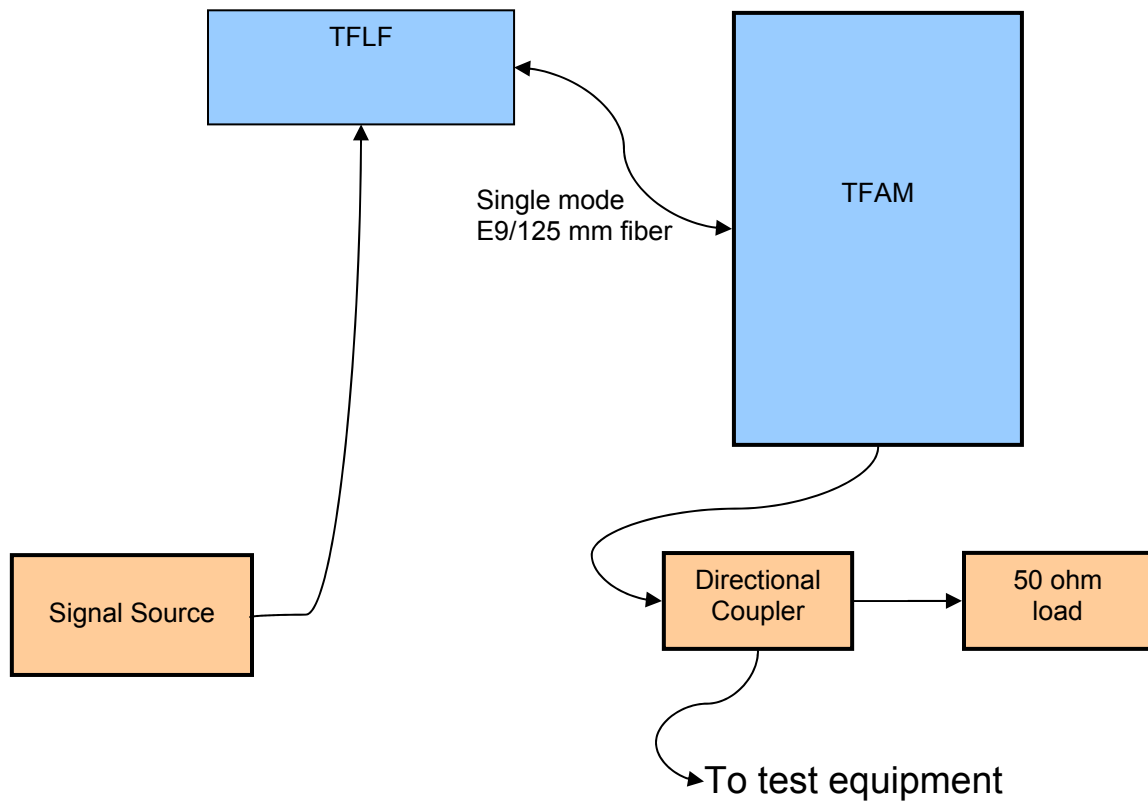 TFLF
TFAM
Single mode
E9/125 mm fiber
Signal Source
Directional
Coupler
50 ohm
load
To test equipment